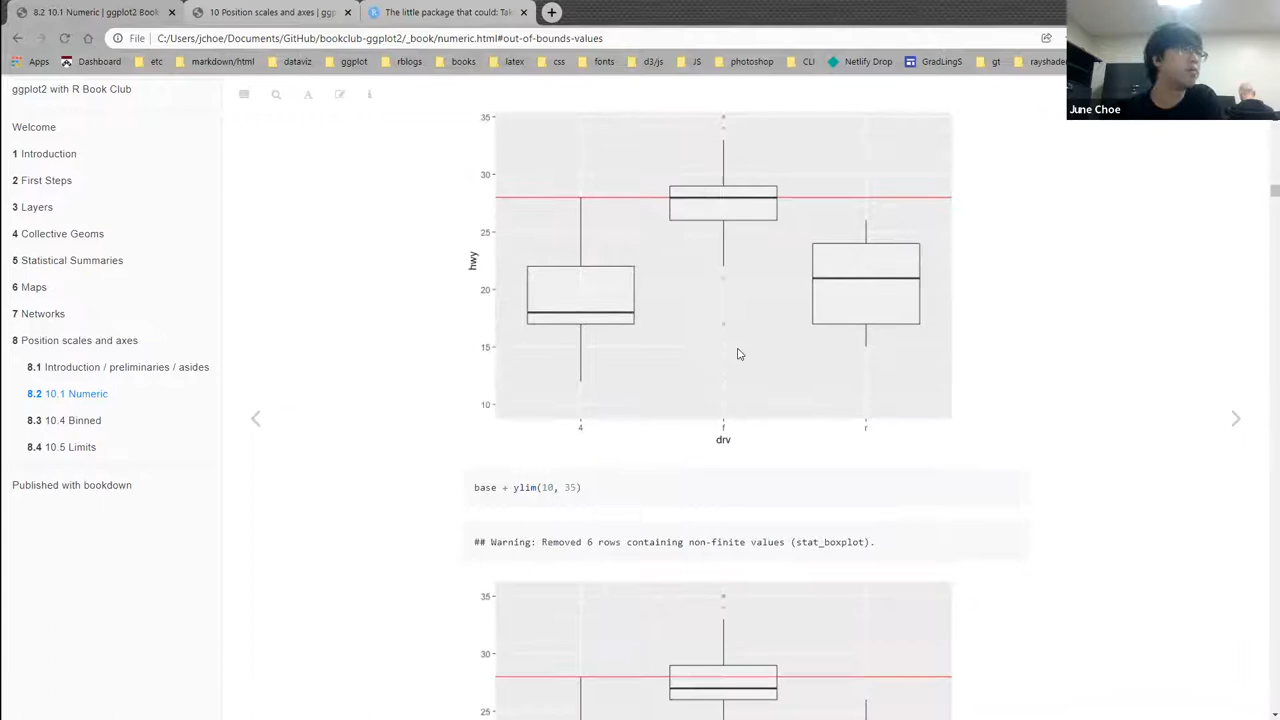 8.2 10.1 Numeric | ggplot2 Book
10 Position scales and axes | ggp
The little package that could: Tak
File
C:/Users/jchoe/Documents/GitHub/bookclub-ggplot2/_book/numeric.html#out-of-bounds-values
Apps Dashboard etc markdown/html dataviz ggplot rblogs books latex css fonts d3/js JS photoshop CLI Netlify Drop GradLingS gt rayshade
June Choe
ggplot2 with R Book Club
Welcome
1 Introduction
2 First Steps
3 Layers
4 Collective Geoms
5 Statistical Summaries
6 Maps
7 Networks
8 Position scales and axes
8.1 Introduction / preliminaries / asides
8.2 10.1 Numeric
8.3 10.4 Binned
8.4 10.5 Limits
Published with bookdown
A
i
35
30
25
20
15
10
hwy
4 f r
drv
base + ylim(10, 35)
## Warning: Removed 6 rows containing non-finite values (stat_boxplot).
35
30
25